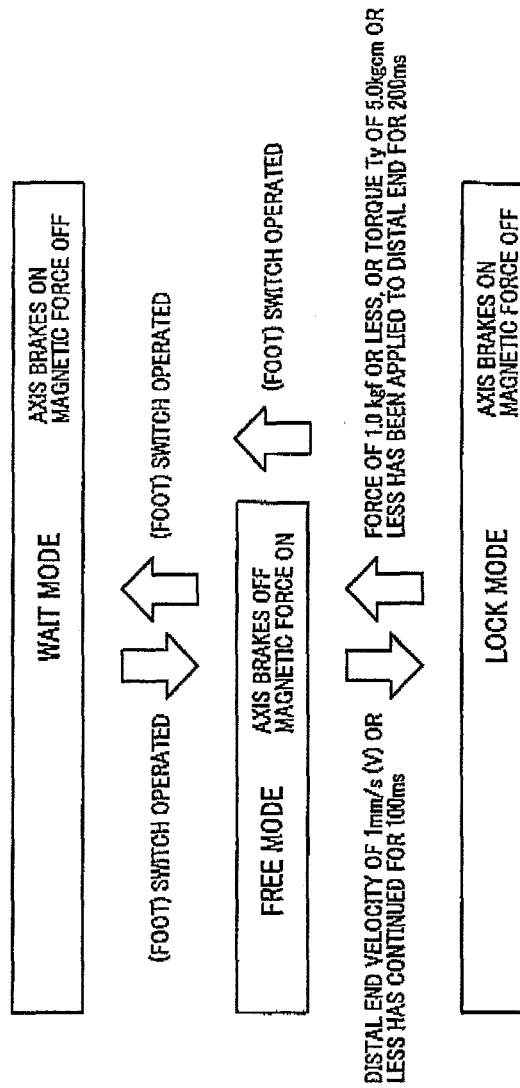 WAIT MODE
AXIS BRAKES ON
MAGNETIC FORCE OFF
(FOOT) SWITCH OPERATED
(FOOT) SWITCH OPERATED
FREE MODE
AXIS BRAKES OFF
MAGNETIC FORCE ON
(FOOT) SWITCH OPERATED
DISTAL END VELOCITY OF 1mm/s (V) OR
LESS HAS CONTINUED FOR 100ms
FORCE OF 1.0 kgf OR LESS, OR TORQUE Ty OF 5.0kgcm OR
LESS HAS BEEN APPLIED TO DISTAL END FOR 200ms
LOCK MODE
AXIS BRAKES ON
MAGNETIC FORCE OFF